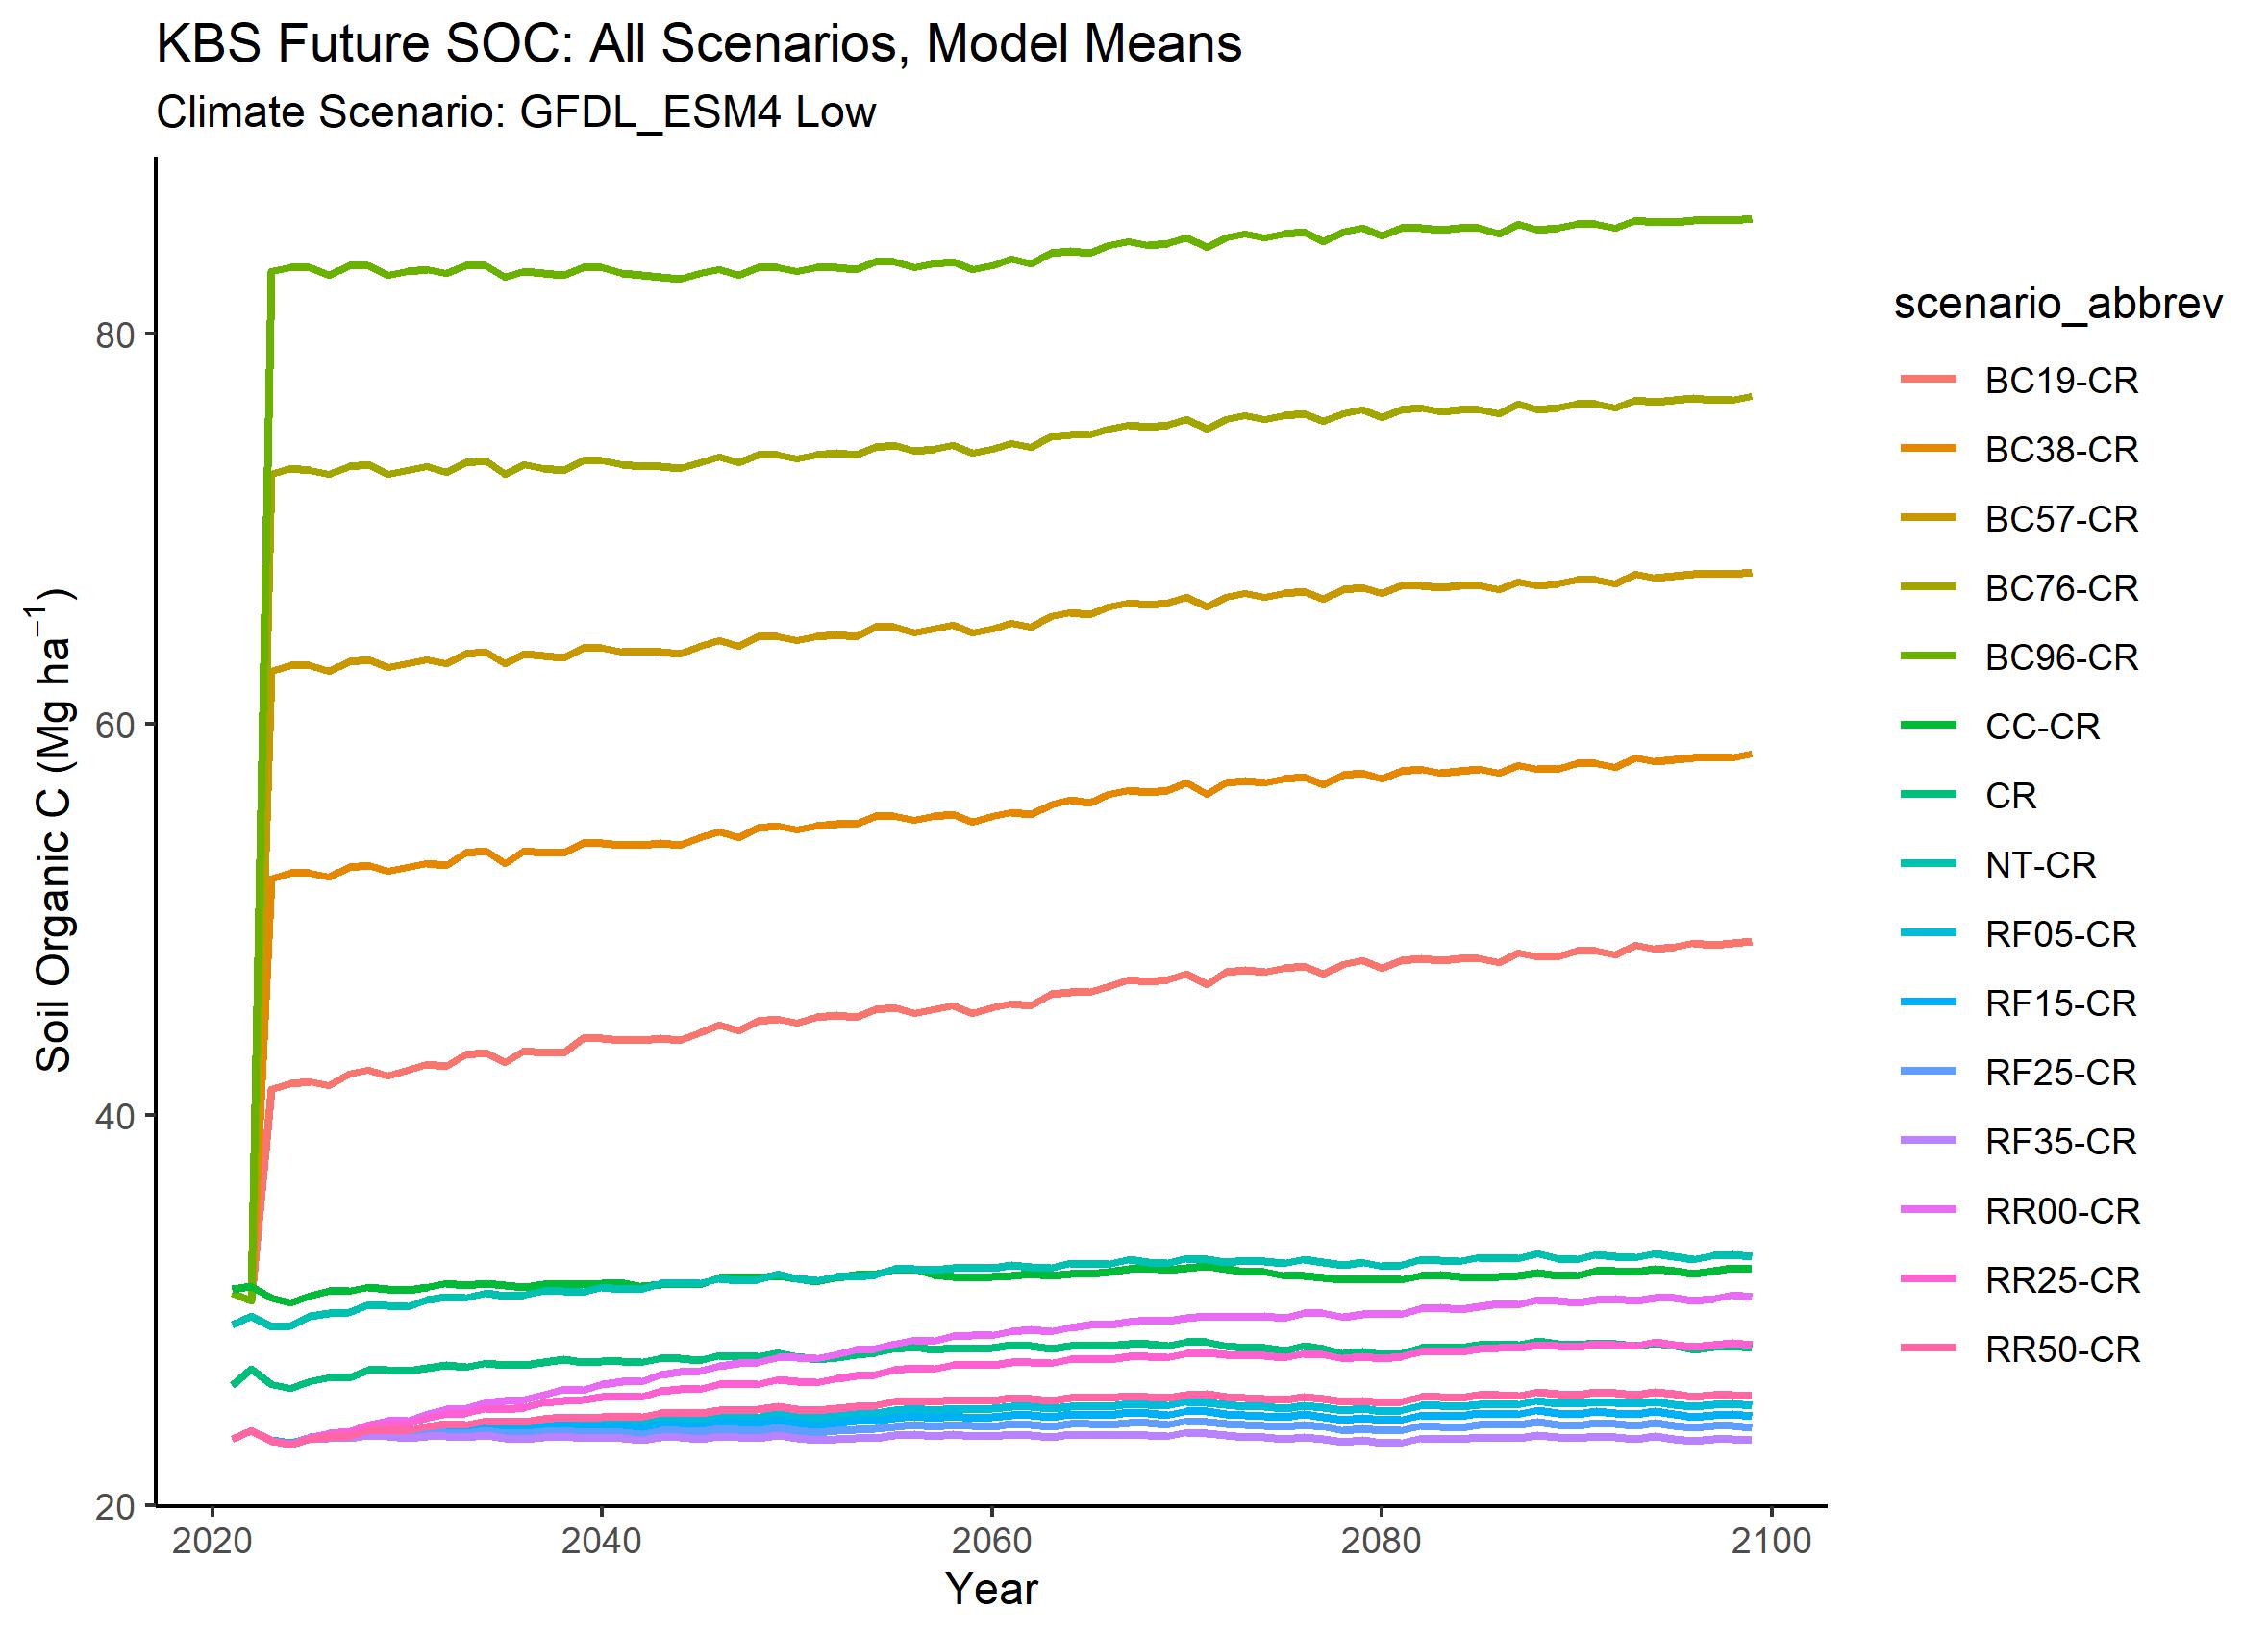 KBS Future SOC: All Scenarios, Model Means
Climate Scenario: GFDL_ESM4 Low
Soil Organic C (Mg ha⁻¹)
80
60
40
20
2020
2040
2060
2080
2100
Year
scenario_abbrev
BC19-CR
BC38-CR
BC57-CR
BC76-CR
BC96-CR
CC-CR
CR
NT-CR
RF05-CR
RF15-CR
RF25-CR
RF35-CR
RR00-CR
RR25-CR
RR50-CR